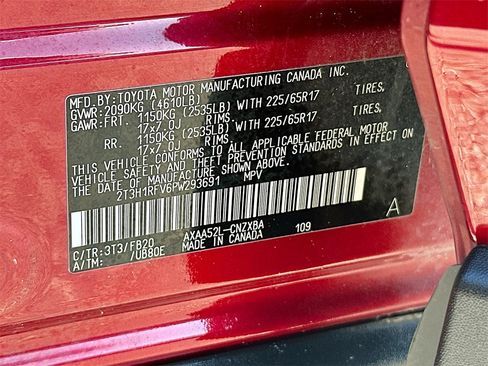 MFD. BY: TOYOTA MOTOR MANUFACTURING CANADA INC.
GVWR: 2090KG (4610LB)
GAWR: FRT. 1150KG (2535LB) WITH 225/65R17 TIRES,
17x7.0J RIMS,
RR. 1150KG (2535LB) WITH 225/65R17 TIRES,
17x7.0J RIMS,
THIS VEHICLE CONFORMS TO ALL APPLICABLE FEDERAL MOTOR
VEHICLE SAFETY AND THEFT PREVENTION STANDARDS IN EFFECT
ON THE DATE OF MANUFACTURE SHOWN ABOVE.
2T3H1RFV6PW293691 MPV
C/TR: 3T3/FB20 AXAA52L-CNZXBA 109 A
A/TM: /UB80E MADE IN CANADA